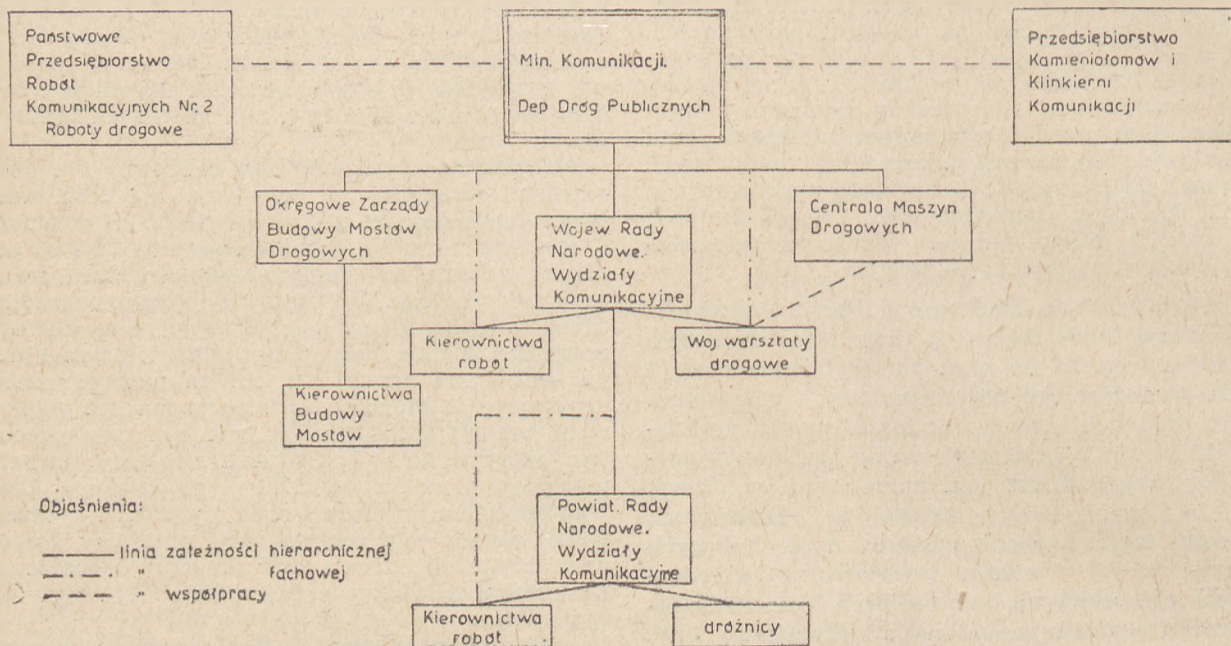 Państwowe
Przedsiębiorstwo
Robót
Komunikacyjnych Nr. 2
Roboty drogowe
Min. Komunikacji.
Dep Dróg Publicznych
Przedsiębiorstwo
Kamieniołomów i
Klinkierni
Komunikacji
Okręgowe Zarządy
Budowy Mostów
Drogowych
Wojew Rady
Narodowe.
Wydziały
Komunikacyjne
Centrala Maszyn
Drogowych
Kierownictwa
robót
Woj warsztaty
drogowe
Kierownictwa
Budowy
Mostów
Powiat. Rady
Narodowe.
Wydziały
Komunikacyjne
Kierownictwa
robót
dróżnicy
Objaśnienia:
linia zależności hierarchicznej
" fachowej
" współpracy